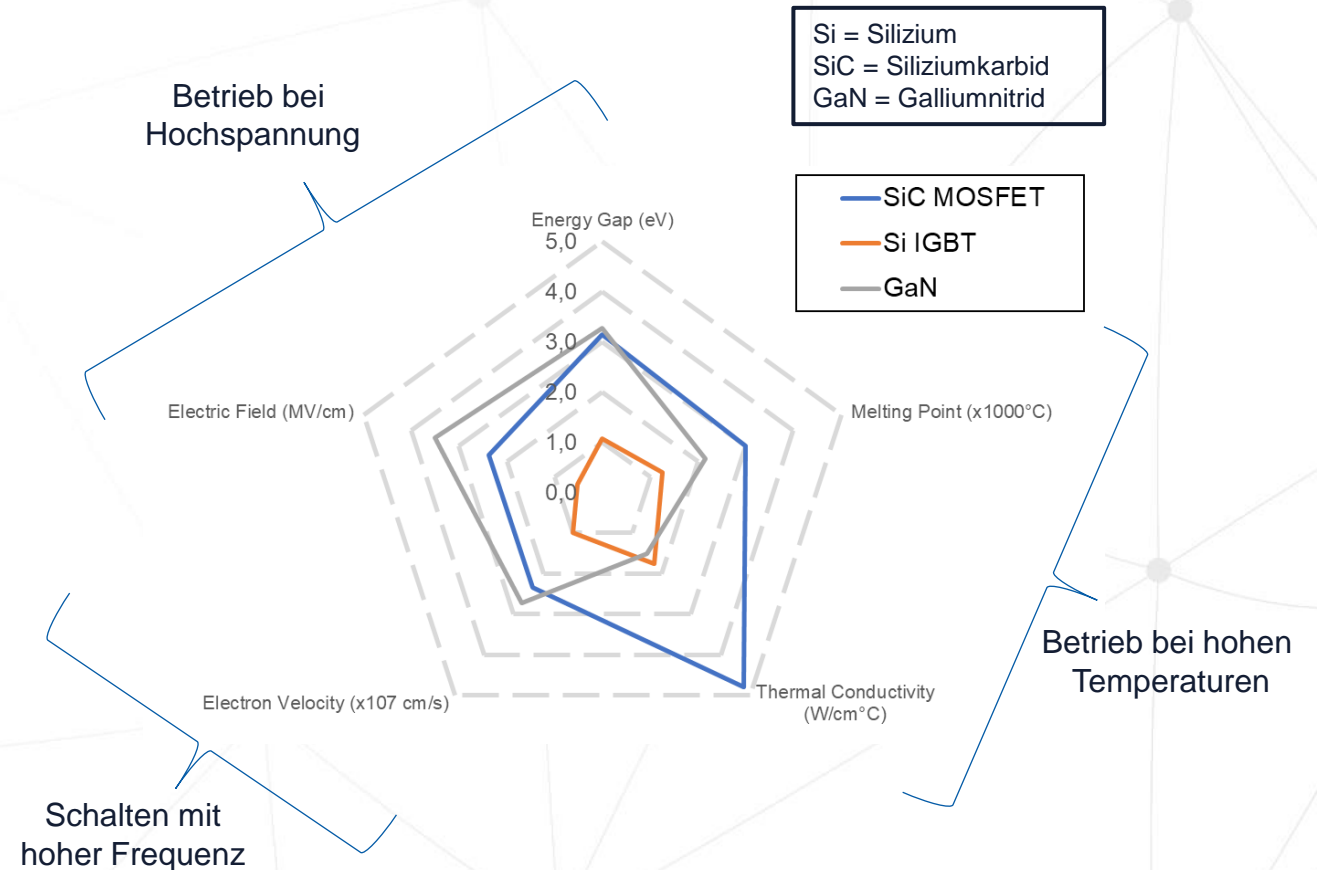 Si = Silizium
SiC = Siliziumkarbid
GaN = Galliumnitrid
Betrieb bei
Hochspannung
SiC MOSFET
Si IGBT
GaN
Energy Gap (eV)
5,0
4,0
3,0
2,0
1,0
0,0
Electric Field (MV/cm)
Melting Point (x1000°C)
Electron Velocity (x107 cm/s)
Thermal Conductivity
(W/cm°C)
Betrieb bei hohen
Temperaturen
Schalten mit
hoher Frequenz